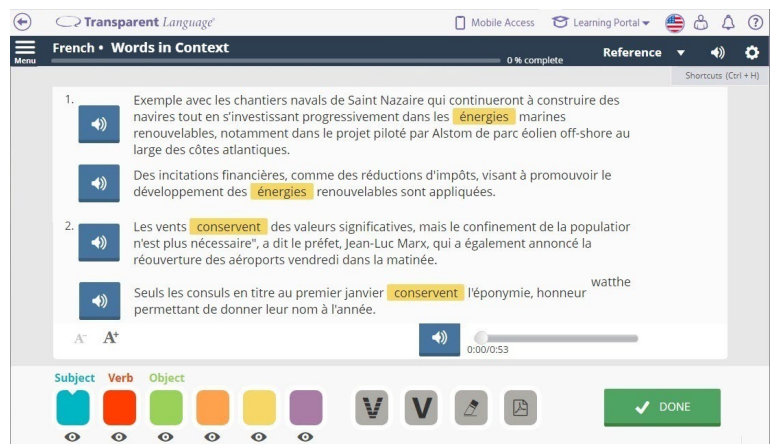 Transparent Language
Mobile Access
Learning Portal
Menu
French • Words in Context
0 % complete
Reference
Shortcuts (Ctrl + H)
1.
Exemple avec les chantiers navals de Saint Nazaire qui continueront à construire des
navires tout en s'investissant progressivement dans les énergies marines
renouvelables, notamment dans le projet piloté par Alstom de parc éolien off-shore au
large des côtes atlantiques.
Des incitations financières, comme des réductions d'impôts, visant à promouvoir le
développement des énergies renouvelables sont appliquées.
2.
Les vents conservent des valeurs significatives, mais le confinement de la population
n'est plus nécessaire", a dit le préfet, Jean-Luc Marx, qui a également annoncé la
réouverture des aéroports vendredi dans la matinée.
watthe
Seuls les consuls en titre au premier janvier conservent l'éponymie, honneur
permettant de donner leur nom à l'année.
A- A+
0:00/0:53
Subject Verb Object
V V
DONE